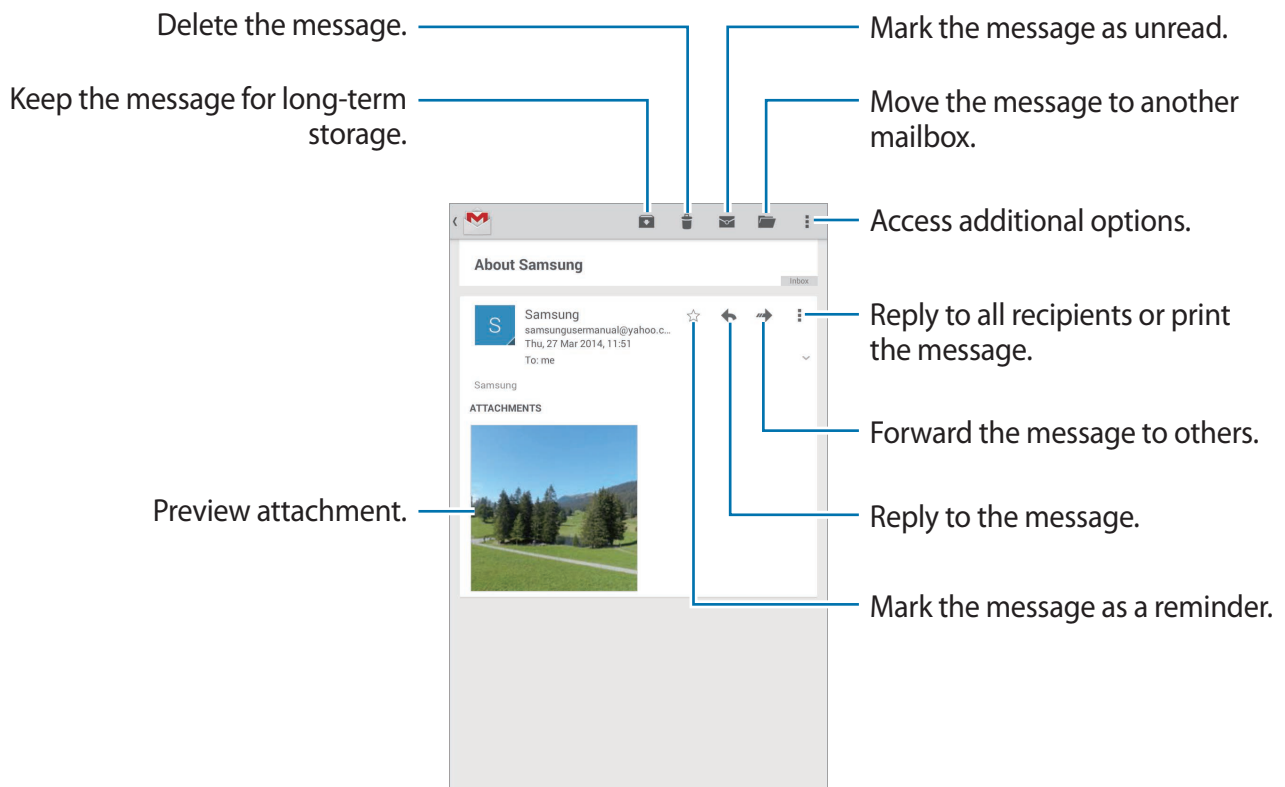 Delete the message.
Mark the message as unread.
Keep the message for long-term
storage.
Move the message to another
mailbox.
Access additional options.
About Samsung
Inbox
S
Samsung
samsungusermanual@yahoo.c...
Thu, 27 Mar 2014, 11:51
To: me
Reply to all recipients or print
the message.
Samsung
ATTACHMENTS
Forward the message to others.
Preview attachment.
Reply to the message.
Mark the message as a reminder.